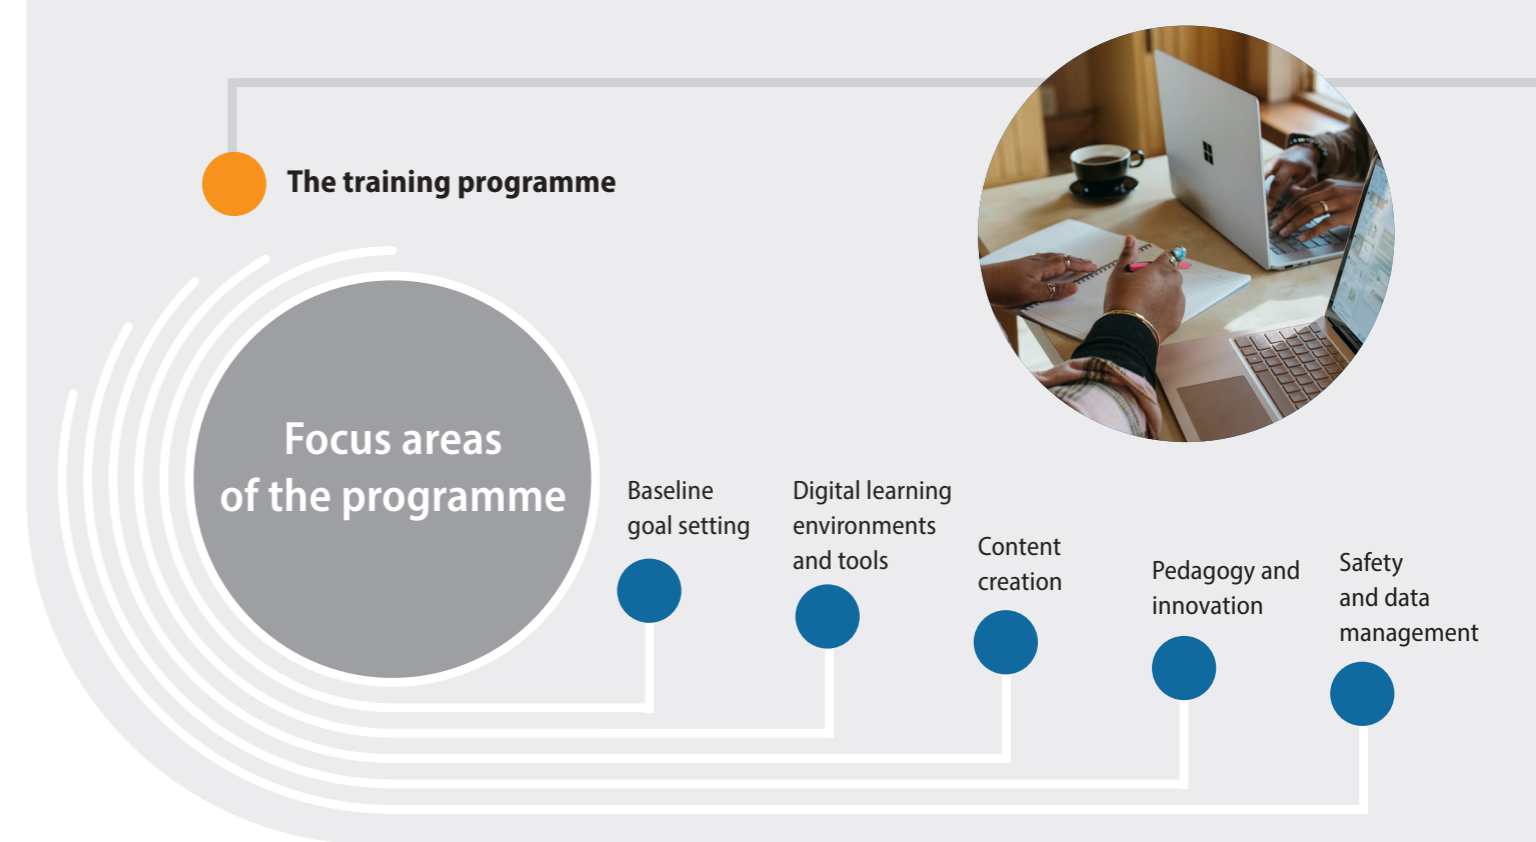 The training programme
Focus areas
of the programme
Baseline
goal setting
Digital learning
environments
and tools
Content
creation
Pedagogy and
innovation
Safety
and data
management